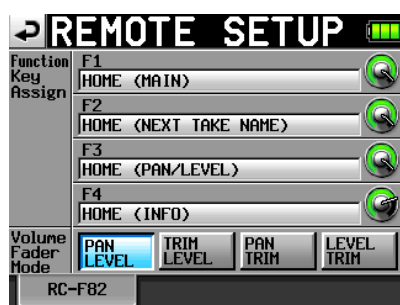 REMOTE SETUP
Function
Key
Assign
F1
HOME (MAIN)
F2
HOME (NEXT TAKE NAME)
F3
HOME (PAN/LEVEL)
F4
HOME (INFO)
Volume
Fader
Mode
PAN
LEVEL
TRIM
LEVEL
PAN
TRIM
LEVEL
TRIM
RC-F82